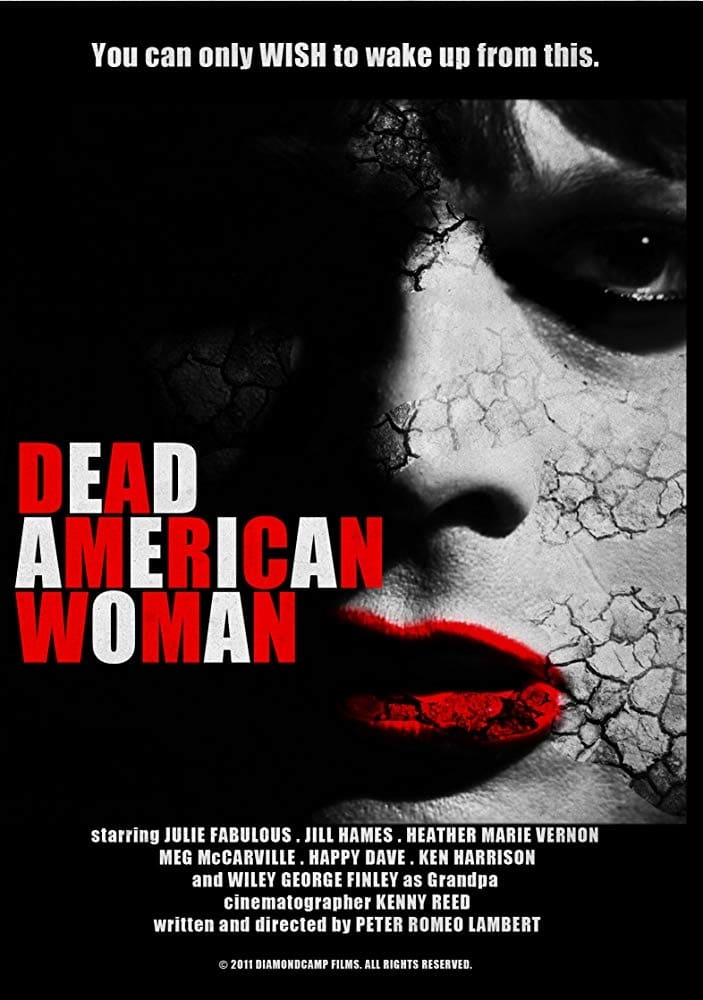 You can only WISH to wake up from this.
DEAD
AMERICAN
WOMAN
starring JULIE FABULOUS . JILL HAMES . HEATHER MARIE VERNON
MEG McCARVILLE . HAPPY DAVE . KEN HARRISON
and WILEY GEORGE FINLEY as Grandpa
cinematographer KENNY REED
written and directed by PETER ROMEO LAMBERT
© 2011 DIAMONDCAMP FILMS. ALL RIGHTS RESERVED.